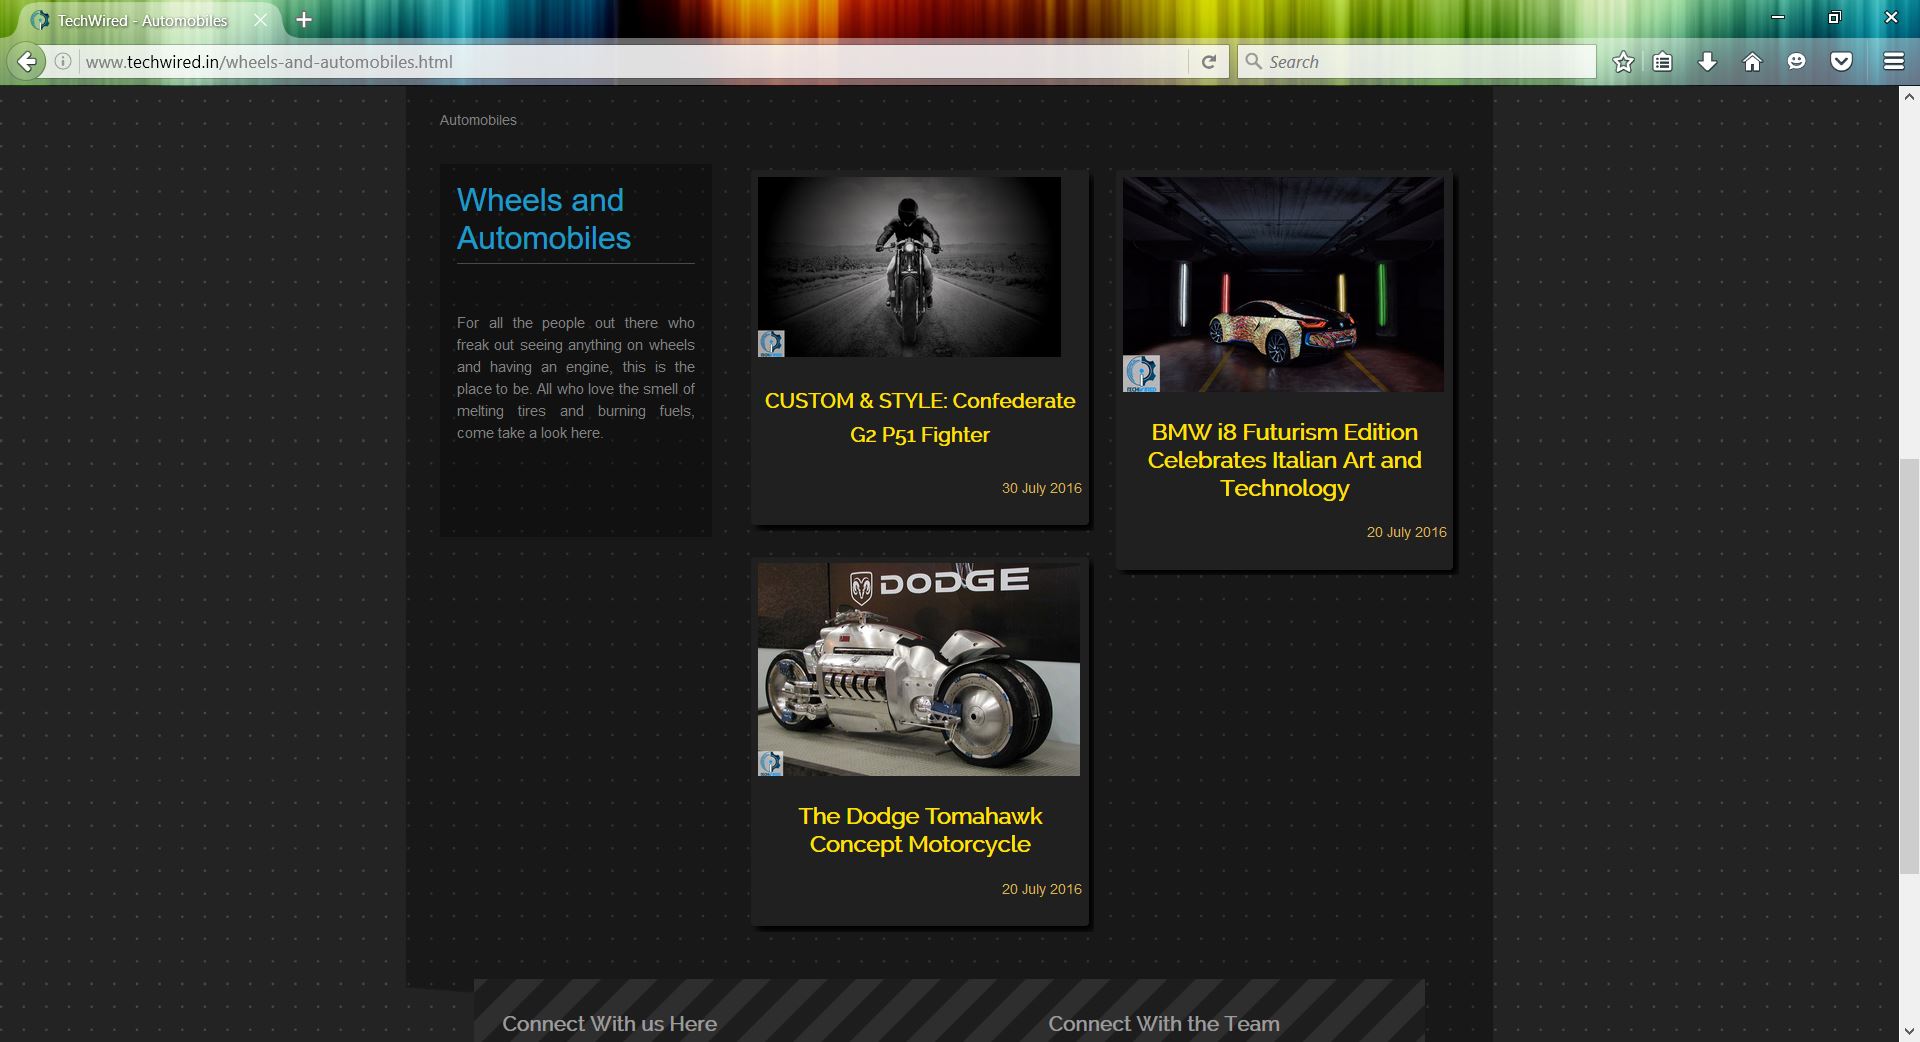 TechWired - Automobiles
www.techwired.in/wheels-and-automobiles.html
Search
Automobiles
Wheels and
Automobiles
For all the people out there who
freak out seeing anything on wheels
and having an engine, this is the
place to be. All who love the smell of
melting tires and burning fuels,
come take a look here.
CUSTOM & STYLE: Confederate
G2 P51 Fighter
30 July 2016
TECHWIRED
BMW i8 Futurism Edition
Celebrates Italian Art and
Technology
20 July 2016
DODGE
The Dodge Tomahawk
Concept Motorcycle
20 July 2016
Connect With us Here
Connect With the Team